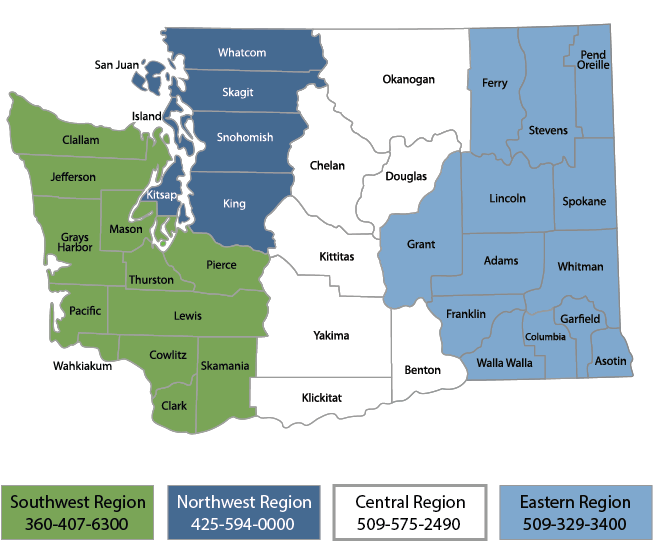 Whatcom
San Juan
Skagit
Island
Snohomish
Clallam
Jefferson
Kitsap
King
Grays
Harbor
Mason
Thurston
Pierce
Pacific
Lewis
Wahkiakum
Cowlitz
Skamania
Clark
Okanogan
Chelan
Douglas
Kittitas
Yakima
Benton
Klickitat
Ferry
Stevens
Pend
Oreille
Lincoln
Spokane
Grant
Adams
Whitman
Franklin
Garfield
Columbia
Walla Walla
Asotin
Southwest Region
360-407-6300
Northwest Region
425-594-0000
Central Region
509-575-2490
Eastern Region
509-329-3400